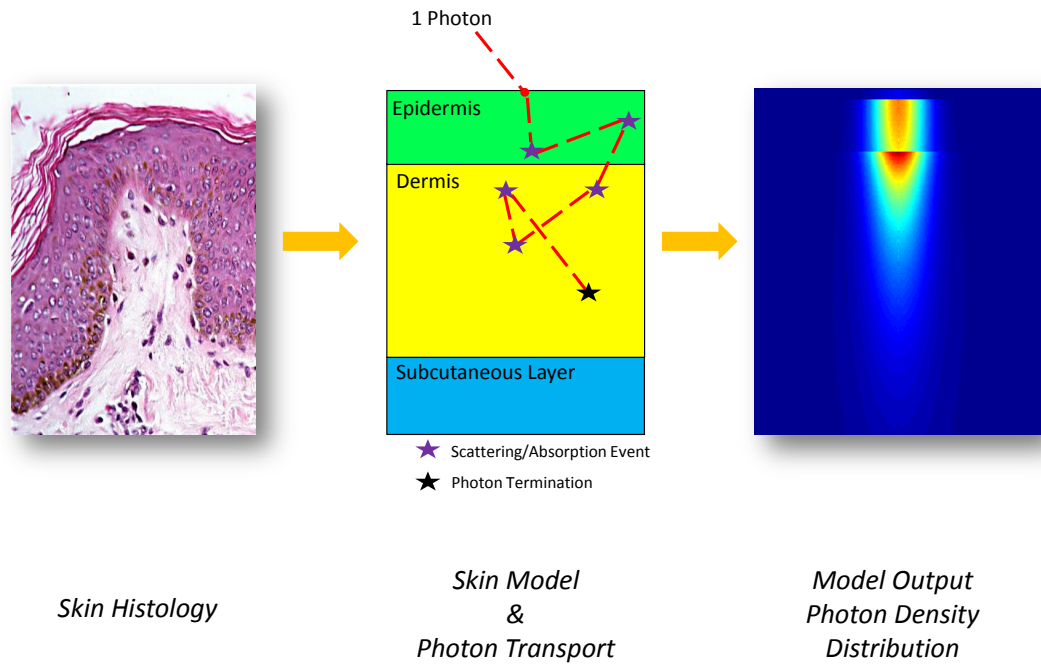 1 Photon
Epidermis
Dermis
Subcutaneous Layer
Scattering/Absorption Event
Photon Termination
Skin Histology
Skin Model
&
Photon Transport
Model Output
Photon Density
Distribution